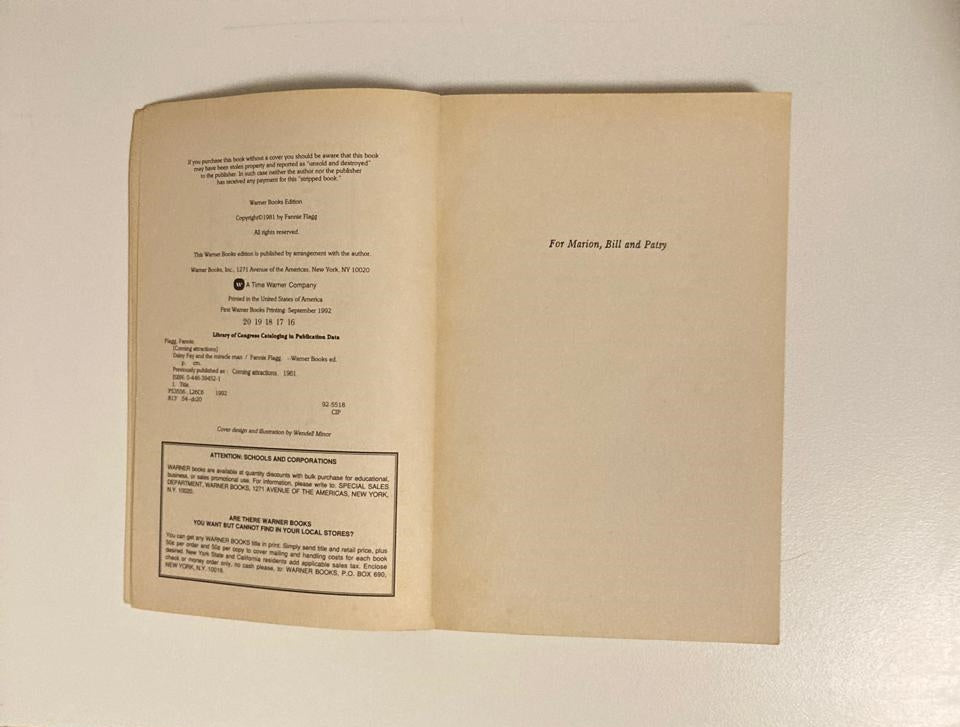 If you purchase this book without a cover you should be aware that this book
may have been stolen property and reported as "unsold and destroyed"
to the publisher. In such case neither the author nor the publisher
has received any payment for this "stripped book."
Warner Books Edition
Copyright©1981 by Fannie Flagg
All rights reserved.
This Warner Books edition is published by arrangement with the author.
Warner Books, Inc., 1271 Avenue of the Americas, New York, NY 10020
W A Time Warner Company
Printed in the United States of America
First Warner Books Printing: September 1992
20 19 18 17 16
Library of Congress Cataloging in Publication Data
Flagg, Fannie.
[Coming attractions]
Daisy Fay and the miracle man / Fannie Flagg. --Warner Books ed.
p. cm.
Previously published as : Coming attractions. 1981.
ISBN: 0-446-39452-1
I. Title.
PS3556 . L26C6 1992
813' .54--dc20
92-5518
CIP
Cover design and illustration by Wendell Minor
ATTENTION: SCHOOLS AND CORPORATIONS
WARNER books are available at quantity discounts with bulk purchase for educational,
business, or sales promotional use. For information, please write to: SPECIAL SALES
DEPARTMENT, WARNER BOOKS, 1271 AVENUE OF THE AMERICAS, NEW YORK,
N.Y. 10020.
ARE THERE WARNER BOOKS
YOU WANT BUT CANNOT FIND IN YOUR LOCAL STORES?
You can get any WARNER BOOKS title in print. Simply send title and retail price, plus
50¢ per order and 50¢ per copy to cover mailing and handling costs for each book
desired. New York State and California residents add applicable sales tax. Enclose
check or money order only, no cash please, to: WARNER BOOKS, P.O. BOX 690,
NEW YORK, N.Y. 10019.
For Marion, Bill and Patsy